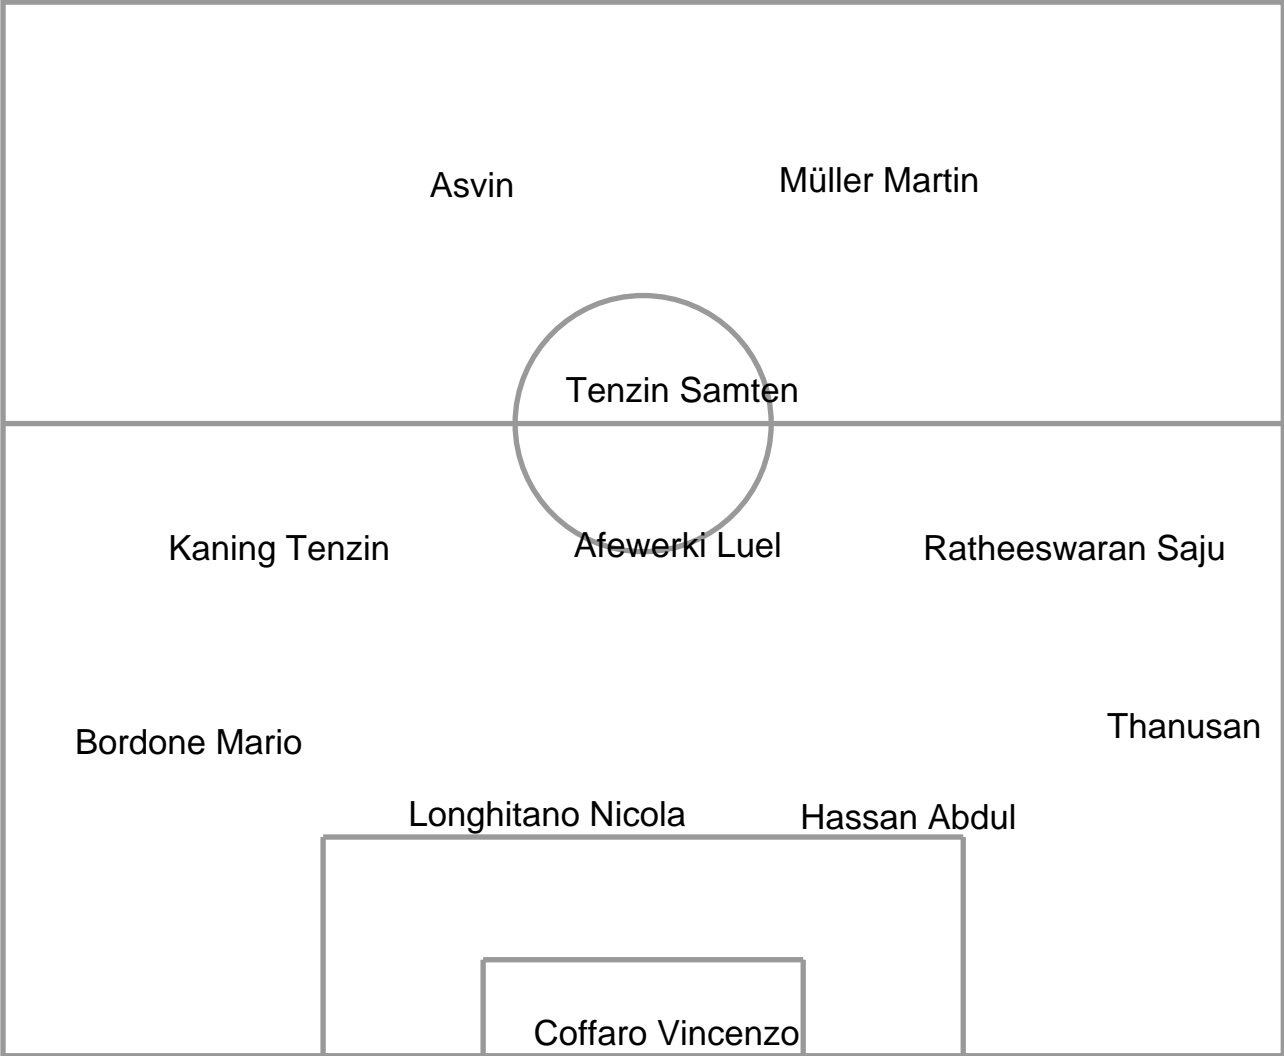 Asvin
Müller Martin
Tenzin Samten
Kaning Tenzin
Afewerki Luel
Ratheeswaran Saju
Bordone Mario
Thanusan
Longhitano Nicola
Hassan Abdul
Coffaro Vincenzo